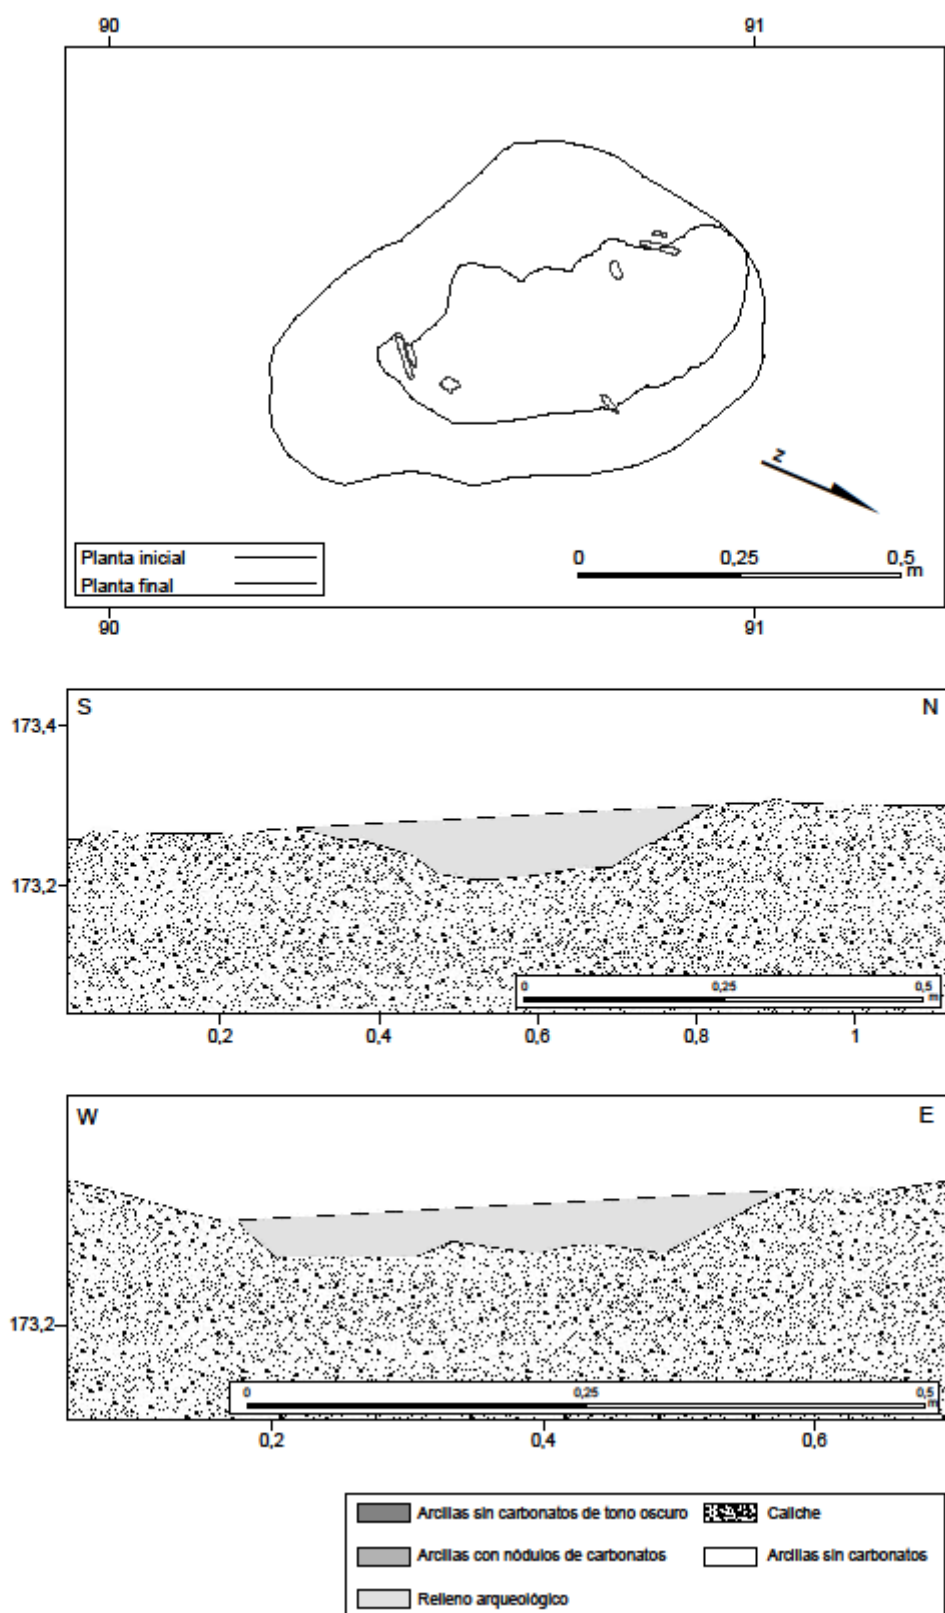 90 91
Z
Planta inicial
Planta final
0 0,25 0,5
m
90 91
S N
173,4
173,2
0 0,25 0,5
m
0,2 0,4 0,6 0,8 1
W E
173,2
0 0,25 0,5
m
0,2 0,4 0,6
Arcillas sin carbonatos de tono oscuro Caliche
Arcillas con nódulos de carbonatos Arcillas sin carbonatos
Relleno arqueológico